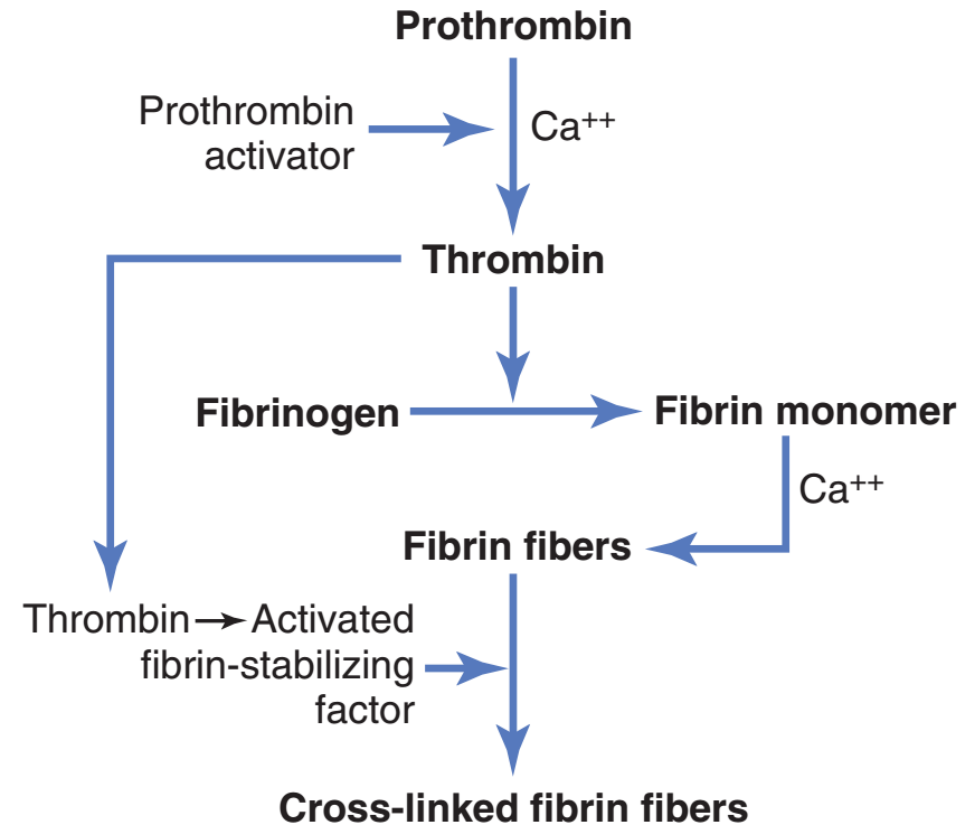 Prothrombin
Prothrombin
activator
Ca⁺⁺
Thrombin
Fibrinogen
Fibrin monomer
Ca⁺⁺
Fibrin fibers
Thrombin → Activated
fibrin-stabilizing
factor
Cross-linked fibrin fibers